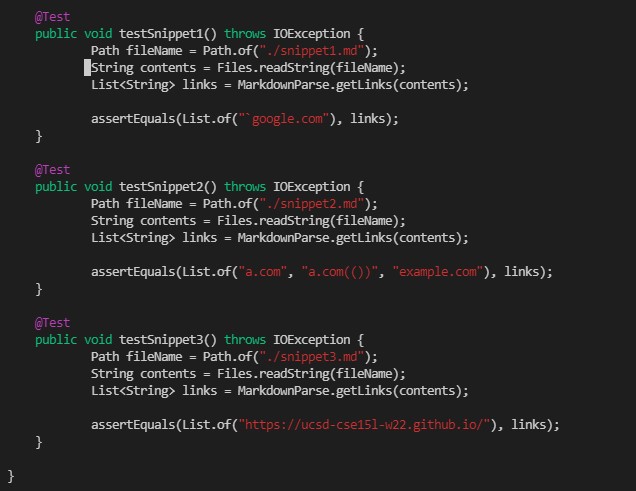 @Test
public void testSnippet1() throws IOException {
Path fileName = Path.of("./snippet1.md");
String contents = Files.readString(fileName);
List<String> links = MarkdownParse.getLinks(contents);
assertEquals(List.of("`google.com"), links);
}
@Test
public void testSnippet2() throws IOException {
Path fileName = Path.of("./snippet2.md");
String contents = Files.readString(fileName);
List<String> links = MarkdownParse.getLinks(contents);
assertEquals(List.of("a.com", "a.com(())", "example.com"), links);
}
@Test
public void testSnippet3() throws IOException {
Path fileName = Path.of("./snippet3.md");
String contents = Files.readString(fileName);
List<String> links = MarkdownParse.getLinks(contents);
assertEquals(List.of("https://ucsd-cse15l-w22.github.io/"), links);
}
}